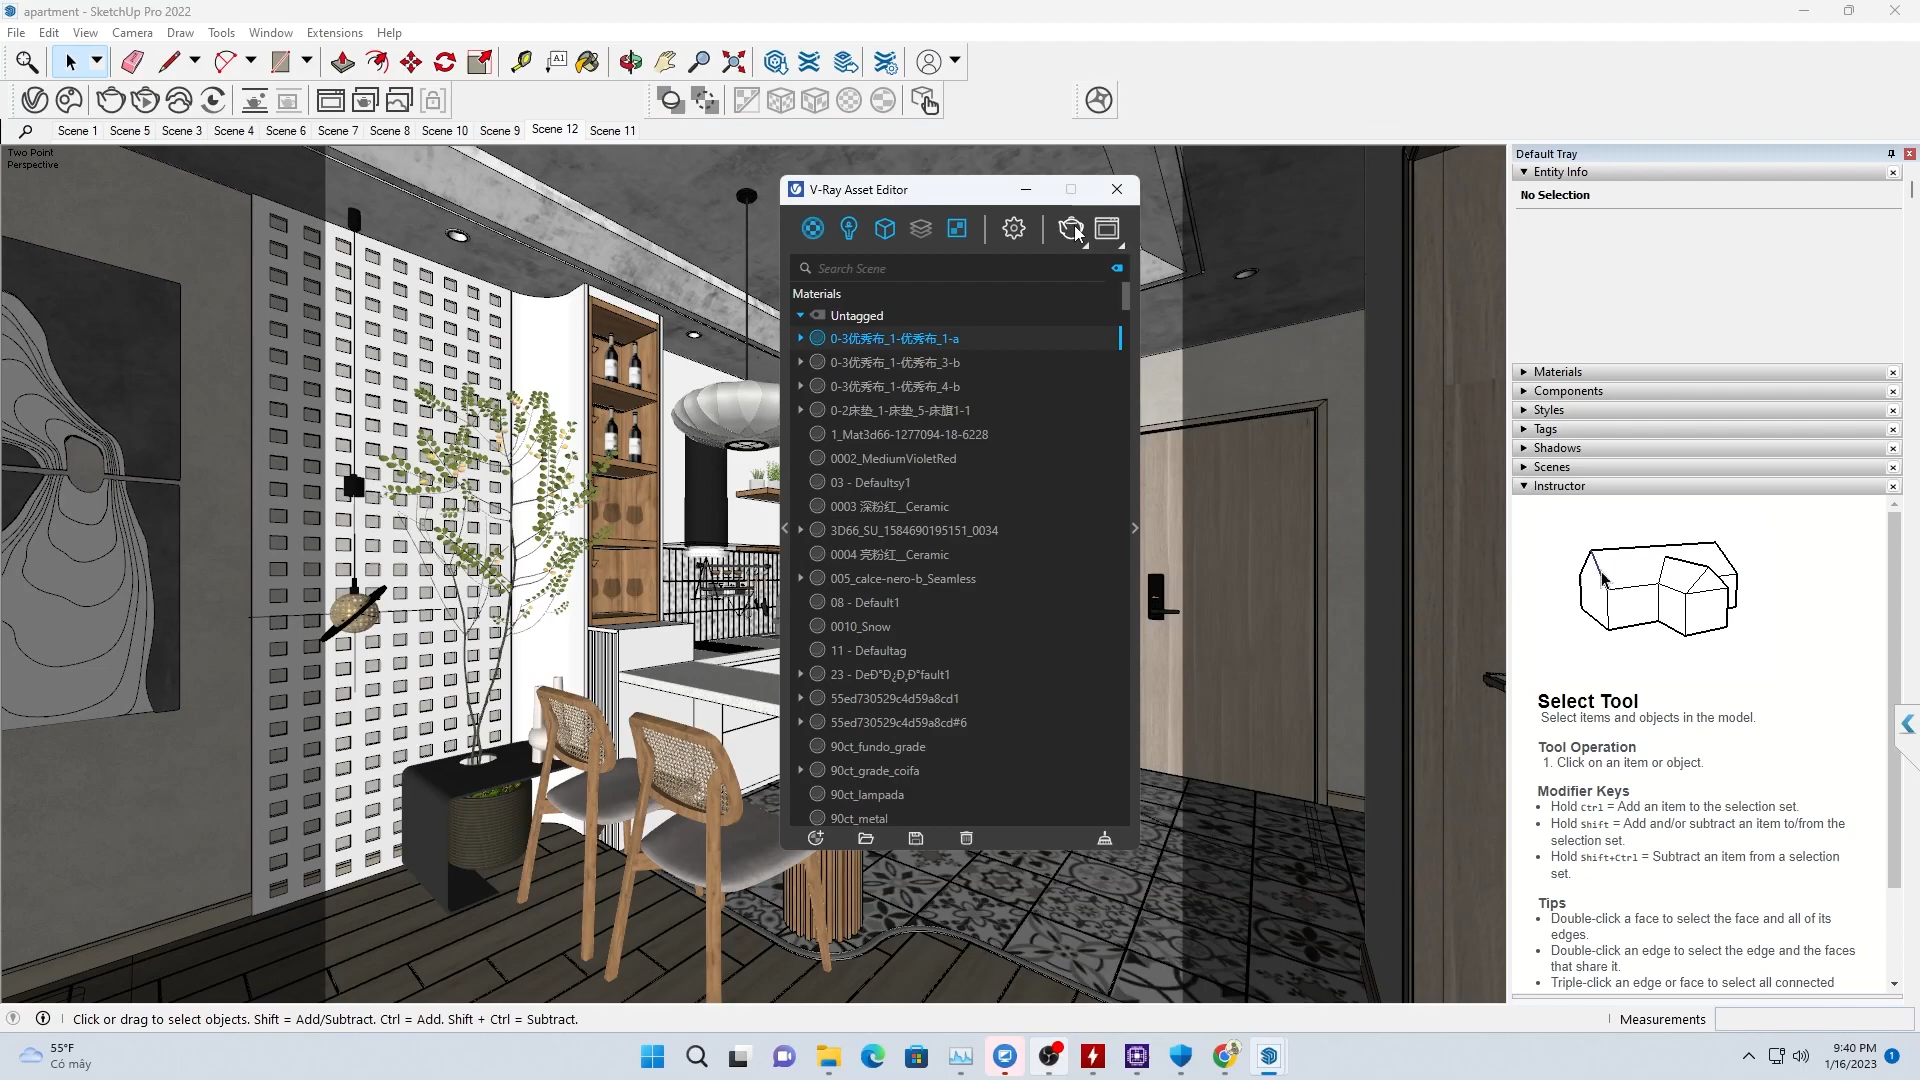 apartment - SketchUp Pro 2022
File Edit View Camera Draw Tools Window Extensions Help
A1
Scene 1 Scene 5 Scene 3 Scene 4 Scene 6 Scene 7 Scene 8 Scene 10 Scene 9 Scene 12 Scene 11
Two Point
Perspective
V-Ray Asset Editor
Search Scene
Materials
Untagged
0-3优秀布_1-优秀布_1-a
0-3优秀布_1-优秀布_3-b
0-3优秀布_1-优秀布_4-b
0-2床垫_1-床垫_5-床旗1-1
1_Mat3d66-1277094-18-6228
0002_MediumVioletRed
03 - Defaultsy1
0003 深粉红__Ceramic
3D66_SU_1584690195151_0034
0004 亮粉红__Ceramic
005_calce-nero-b_Seamless
08 - Default1
0010_Snow
11 - Defaultag
23 - DeÐ°Ð¿Ð¸Ð°fault1
55ed730529c4d59a8cd1
55ed730529c4d59a8cd#6
90ct_fundo_grade
90ct_grade_coifa
90ct_lampada
90ct_metal
Default Tray
Entity Info
No Selection
Materials
Components
Styles
Tags
Shadows
Scenes
Instructor
Select Tool
Select items and objects in the model.
Tool Operation
1. Click on an item or object.
Modifier Keys
• Hold Ctrl = Add an item to the selection set.
• Hold Shift = Add and/or subtract an item to/from the
selection set.
• Hold Shift+Ctrl = Subtract an item from a selection
set.
Tips
• Double-click a face to select the face and all of its
edges.
• Double-click an edge to select the edge and the faces
that share it.
• Triple-click an edge or face to select all connected
Click or drag to select objects. Shift = Add/Subtract. Ctrl = Add. Shift + Ctrl = Subtract.
Measurements
55°F
Có mây
9:40 PM
1/16/2023
1